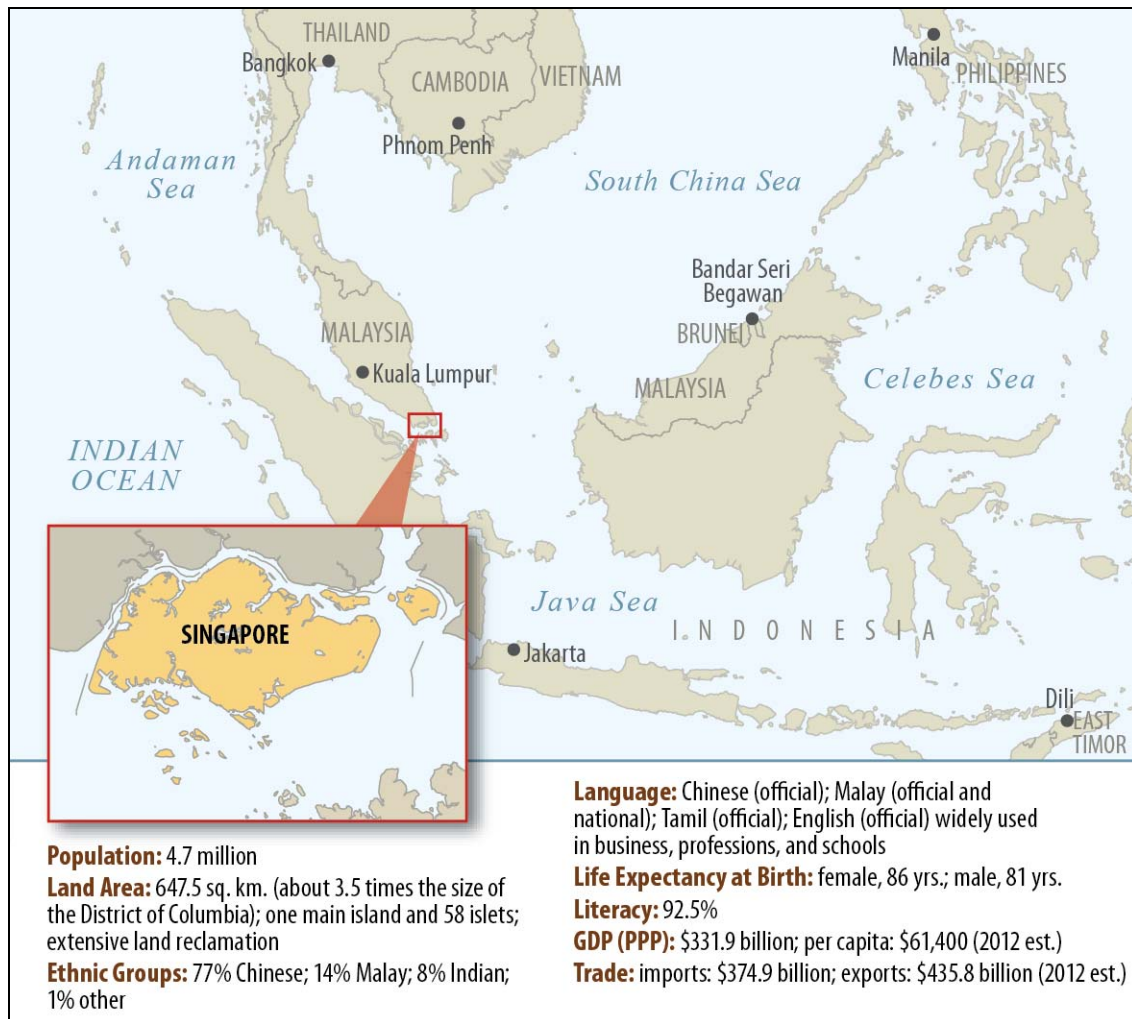 THAILAND
Bangkok
CAMBODIA
VIETNAM
Phnom Penh
Manila
PHILIPPINES
Andaman
Sea
South China Sea
Bandar Seri
Begawan
BRUNEI
MALAYSIA
Kuala Lumpur
MALAYSIA
Celebes Sea
INDIAN
OCEAN
Java Sea
INDONESIA
Jakarta
Dili
EAST
TIMOR
SINGAPORE
Population: 4.7 million
Land Area: 647.5 sq. km. (about 3.5 times the size of
the District of Columbia); one main island and 58 islets;
extensive land reclamation
Ethnic Groups: 77% Chinese; 14% Malay; 8% Indian;
1% other
Language: Chinese (official); Malay (official and
national); Tamil (official); English (official) widely used
in business, professions, and schools
Life Expectancy at Birth: female, 86 yrs.; male, 81 yrs.
Literacy: 92.5%
GDP (PPP): $331.9 billion; per capita: $61,400 (2012 est.)
Trade: imports: $374.9 billion; exports: $435.8 billion (2012 est.)